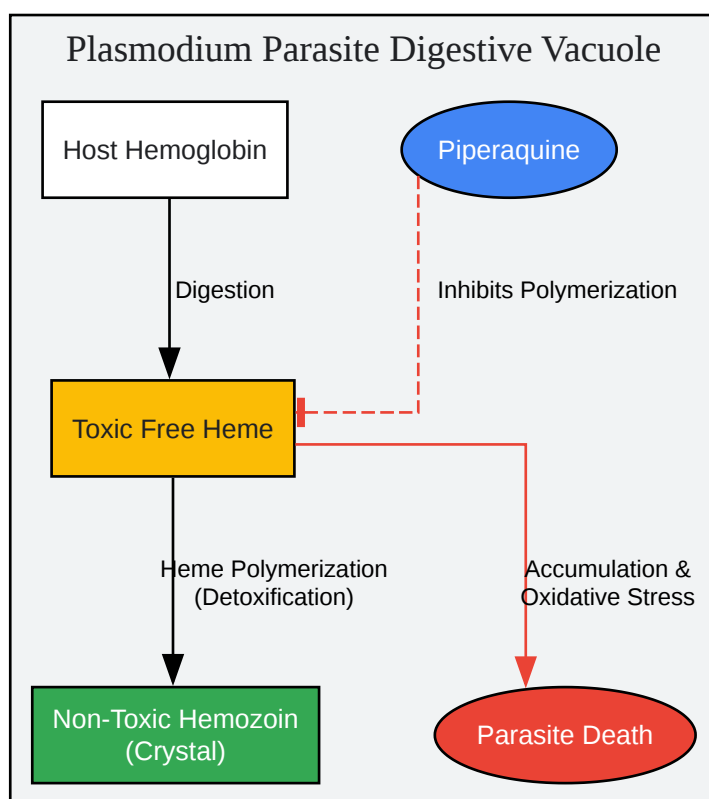 Plasmodium Parasite Digestive Vacuole
Host Hemoglobin
Piperaquine
Digestion
Inhibits Polymerization
Toxic Free Heme
Heme Polymerization
(Detoxification)
Accumulation &
Oxidative Stress
Non-Toxic Hemozoin
(Crystal)
Parasite Death